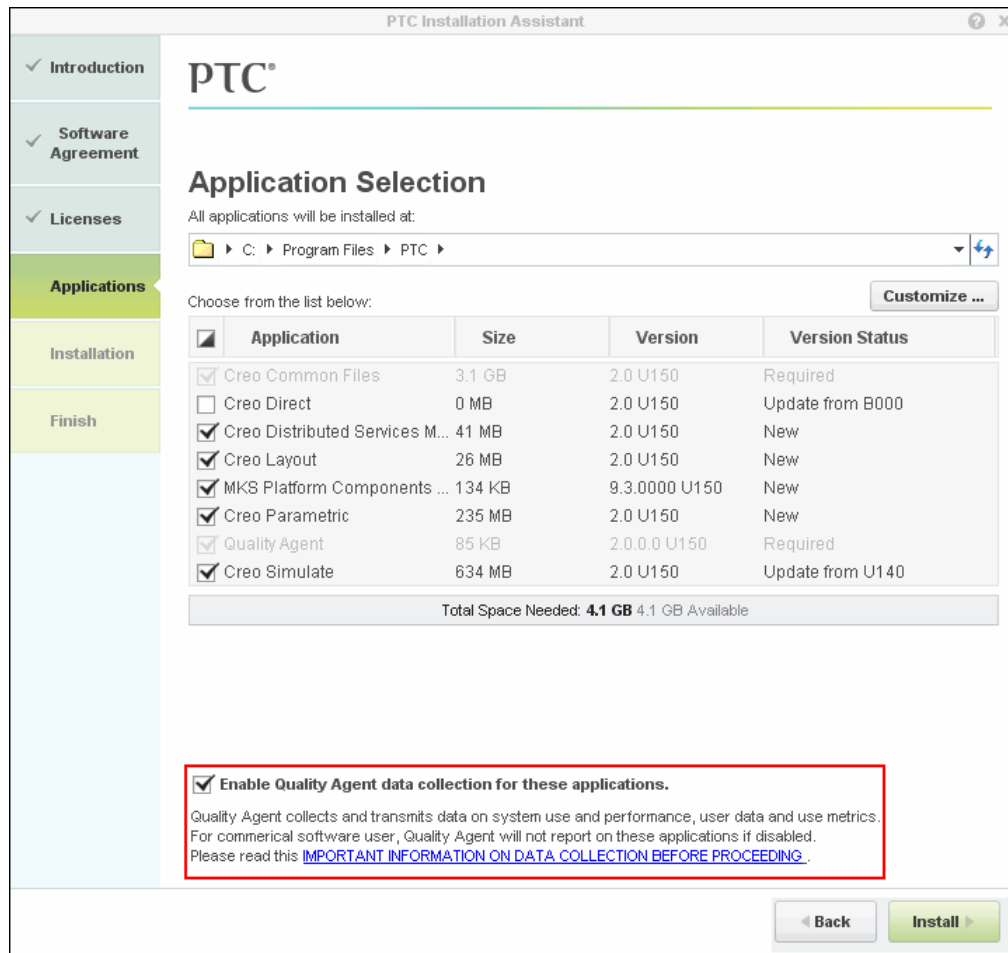 PTC Installation Assistant
Introduction
PTC®
Software
Agreement
Application Selection
Licenses
All applications will be installed at:
C: Program Files PTC
Applications
Choose from the list below:
Customize ...
Application Size Version Version Status
Installation
Creo Common Files 3.1 GB 2.0 U150 Required
Creo Direct 0 MB 2.0 U150 Update from B000
Finish
Creo Distributed Services M... 41 MB 2.0 U150 New
Creo Layout 26 MB 2.0 U150 New
MKS Platform Components ... 134 KB 9.3.0000 U150 New
Creo Parametric 235 MB 2.0 U150 New
Quality Agent 85 KB 2.0.0.0 U150 Required
Creo Simulate 634 MB 2.0 U150 Update from U140
Total Space Needed: 4.1 GB 4.1 GB Available
Enable Quality Agent data collection for these applications.
Quality Agent collects and transmits data on system use and performance, user data and use metrics.
For commerical software user, Quality Agent will not report on these applications if disabled.
Please read this IMPORTANT INFORMATION ON DATA COLLECTION BEFORE PROCEEDING .
Back Install